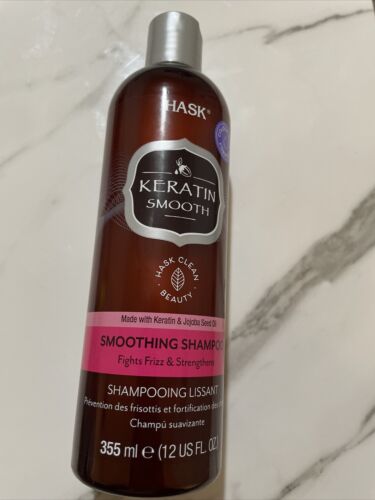 HASK®
KERATIN
SMOOTH
HASK CLEAN
BEAUTY
Made with Keratin & Jojoba Seed Oil
SMOOTHING SHAMPOO
Fights Frizz & Strengthens
SHAMPOOING LISSANT
Prévention des frisottis et fortification des
Champú suavizante
355 ml e (12 US FL. OZ.)